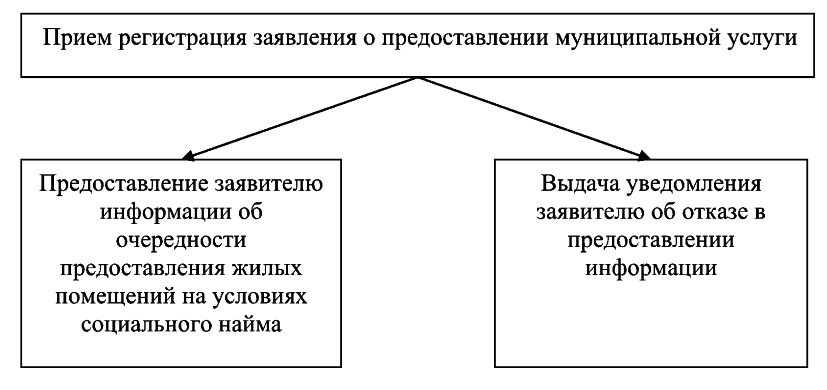 Прием регистрация заявления о предоставлении муниципальной услуги
Предоставление заявителю
информации об
очередности
предоставления жилых
помещений на условиях
социального найма
Выдача уведомления
заявителю об отказе в
предоставлении
информации